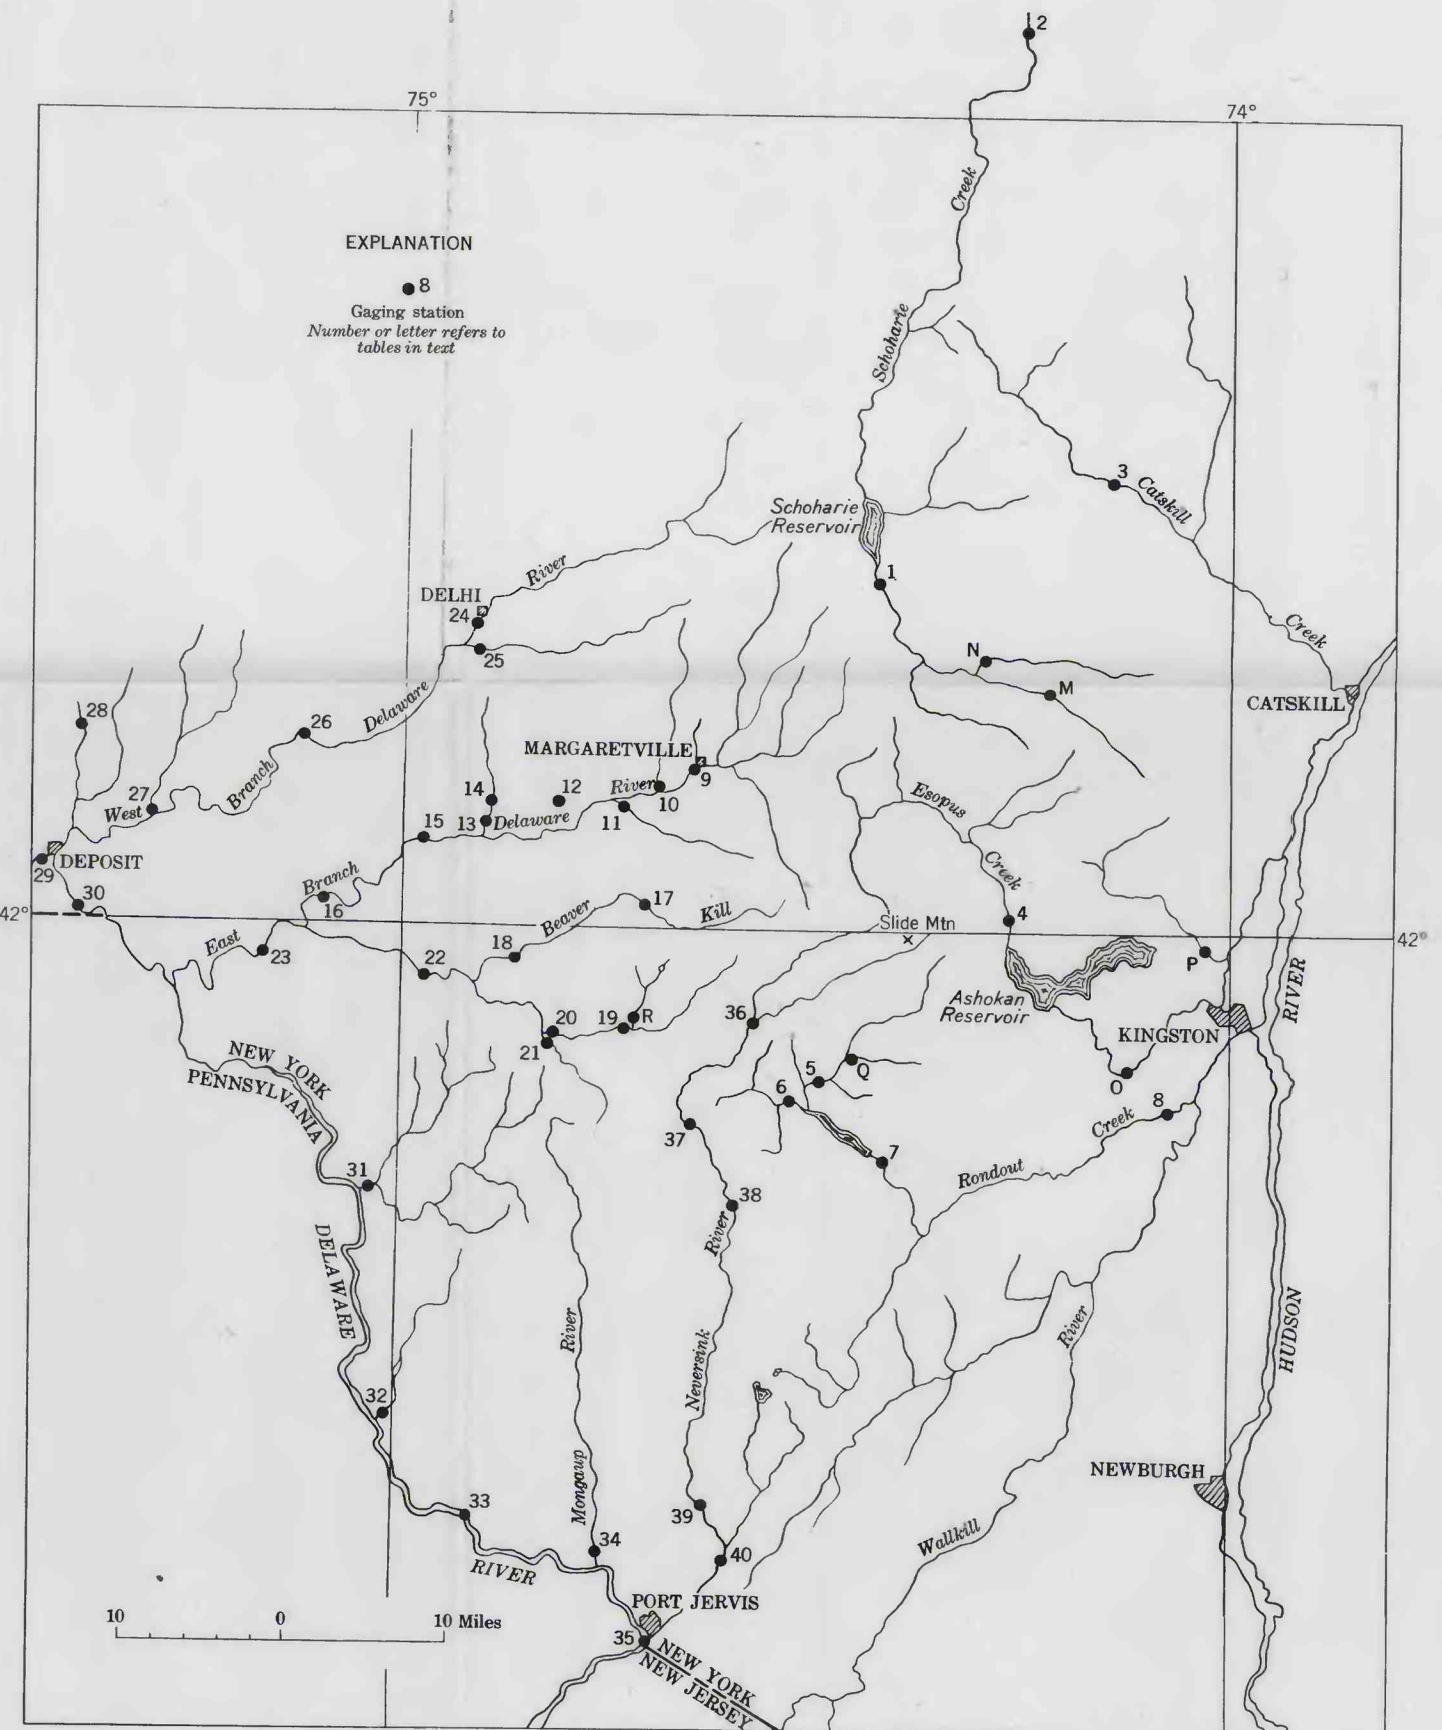 2
75°
74°
Creek
EXPLANATION
8
Gaging station
Number or letter refers to
tables in text
Schoharie
3
Catskill
Schoharie
Reservoir
1
River
DELHI
24
25
Creek
N
M
CATSKILL
28
26
Delaware
MARGARETVILLE
9
27
West
Branch
14
12
River
10
Esopus
15
13
Delaware
11
DEPOSIT
29
Creek
30
Branch
16
17
Beaver
Kill
42°
Slide Mtn
4
42°
East
23
18
22
P
RIVER
Ashokan
Reservoir
36
20
19
R
21
KINGSTON
NEW YORK
PENNSYLVANIA
5
Q
O
6
8
Creek
37
7
31
Rondout
38
River
DELAWARE
River
River
HUDSON
Neversink
32
Mongaup
NEWBURGH
33
39
34
Wallkill
40
RIVER
PORT JERVIS
10 0 10 Miles
35
NEW YORK
NEW JERSEY